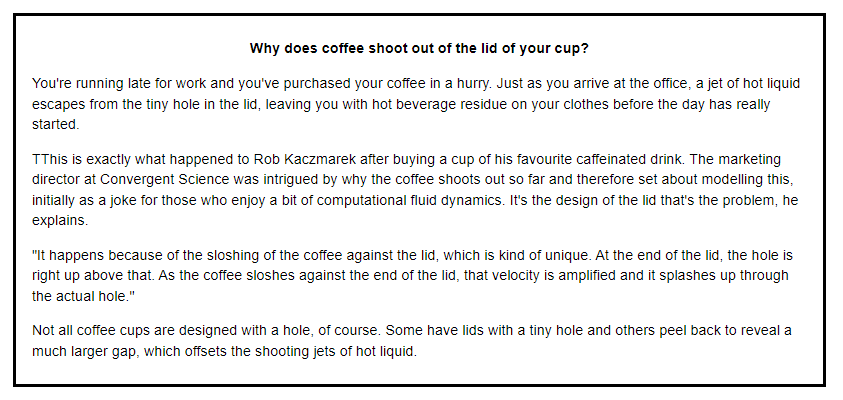 Why does coffee shoot out of the lid of your cup?
You're running late for work and you've purchased your coffee in a hurry. Just as you arrive at the office, a jet of hot liquid
escapes from the tiny hole in the lid, leaving you with hot beverage residue on your clothes before the day has really
started.
TThis is exactly what happened to Rob Kaczmarek after buying a cup of his favourite caffeinated drink. The marketing
director at Convergent Science was intrigued by why the coffee shoots out so far and therefore set about modelling this,
initially as a joke for those who enjoy a bit of computational fluid dynamics. It's the design of the lid that's the problem, he
explains.
"It happens because of the sloshing of the coffee against the lid, which is kind of unique. At the end of the lid, the hole is
right up above that. As the coffee sloshes against the end of the lid, that velocity is amplified and it splashes up through
the actual hole."
Not all coffee cups are designed with a hole, of course. Some have lids with a tiny hole and others peel back to reveal a
much larger gap, which offsets the shooting jets of hot liquid.